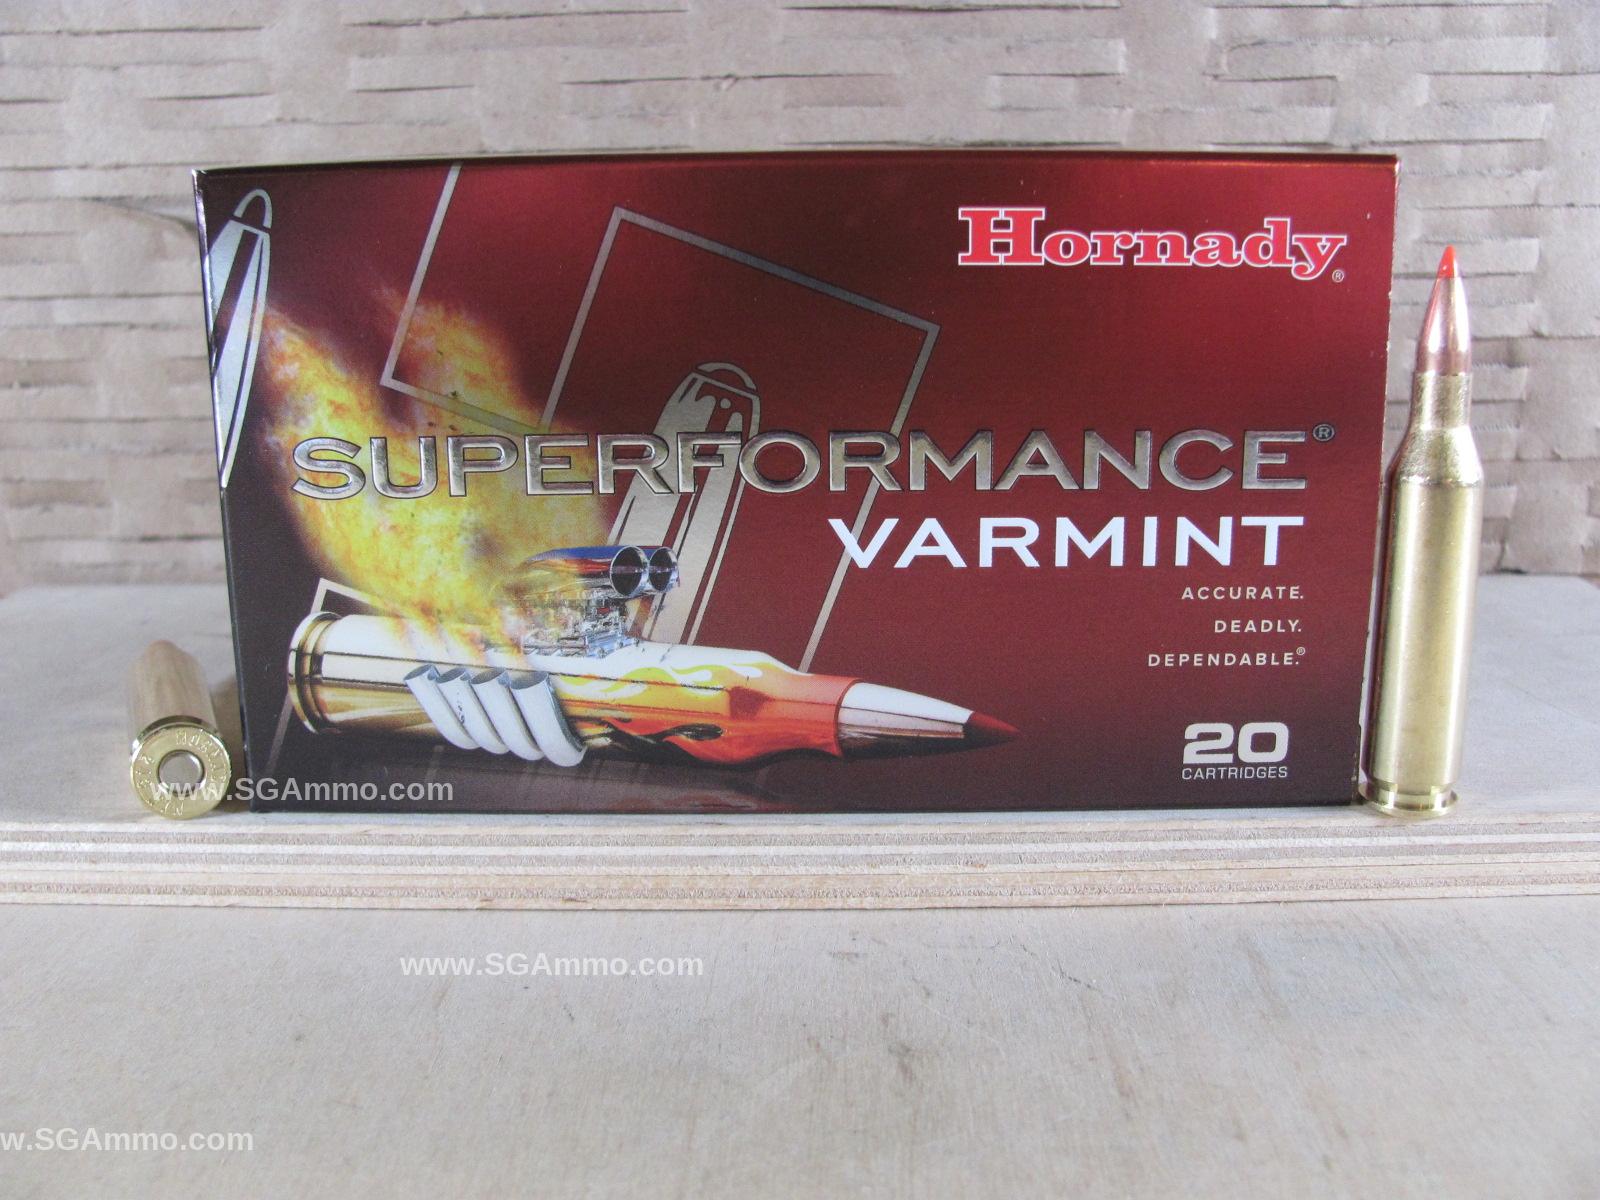 Hornady®
SUPERFORMANCE®
VARMINT
ACCURATE.
DEADLY.
DEPENDABLE.®
20
CARTRIDGES
www.SGAmmo.com
www.SGAmmo.com
w.SGAmmo.com